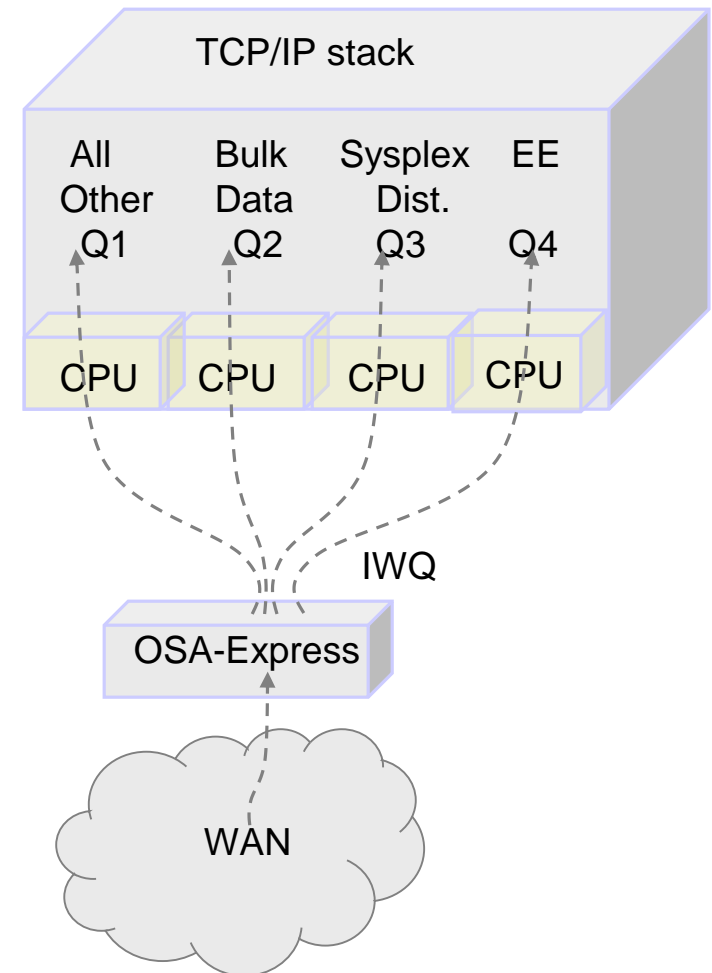 TCP/IP stack
All Bulk Sysplex EE
Other Data Dist.
Q1 Q2 Q3 Q4
CPU CPU CPU CPU
IWQ
OSA-Express
WAN